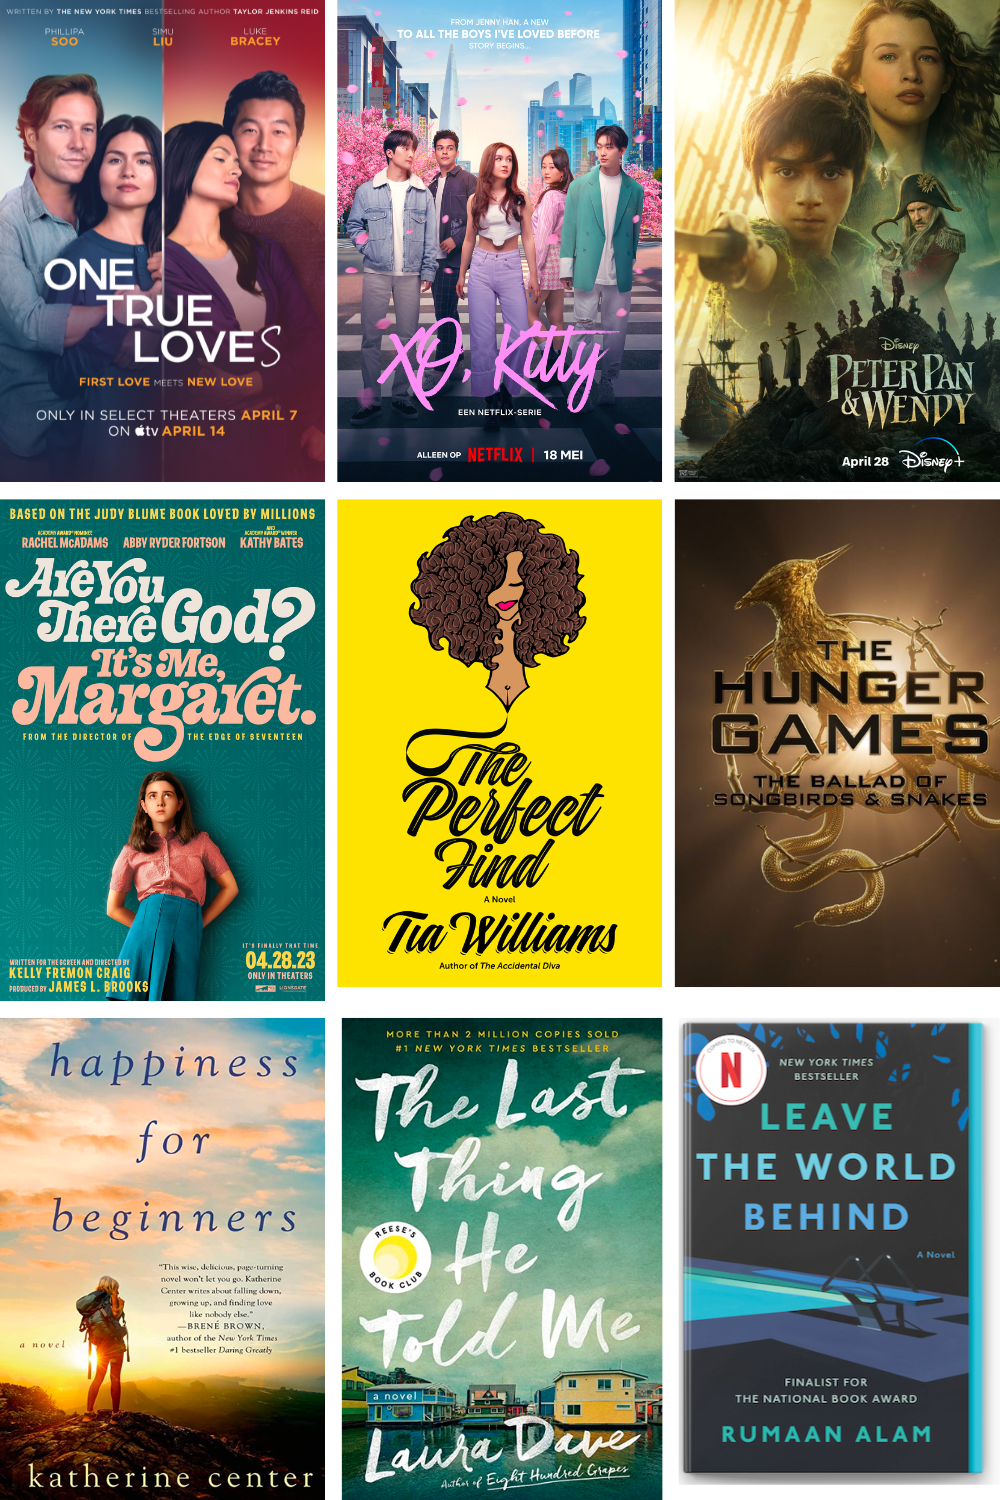 WRITTEN BY THE NEW YORK TIMES BESTSELLING AUTHOR TAYLOR JENKINS REID
PHILLIPA SOO
SIMU LIU
LUKE BRACEY
ONE
TRUE
LOVES
FIRST LOVE MEETS NEW LOVE
ONLY IN SELECT THEATERS APRIL 7
ON tv APRIL 14
FROM JENNY HAN, A NEW
TO ALL THE BOYS I'VE LOVED BEFORE
STORY BEGINS...
XO, Kitty
EEN NETFLIX-SERIE
ALLEEN OP NETFLIX | 18 MEI
Disney
PETER PAN
& WENDY
April 28 Disney+
BASED ON THE JUDY BLUME BOOK LOVED BY MILLIONS
ACADEMY AWARD® NOMINEE
RACHEL McADAMS
ABBY RYDER FORTSON
AND
ACADEMY AWARD® WINNER
KATHY BATES
Are You
There God?
It's Me,
Margaret.
FROM THE DIRECTOR OF THE EDGE OF SEVENTEEN
WRITTEN FOR THE SCREEN AND DIRECTED BY
KELLY FREMON CRAIG
PRODUCED BY JAMES L. BROOKS
IT'S FINALLY THAT TIME
04.28.23
ONLY IN THEATERS
LIONSGATE
The
Perfect
Find
A Novel
Tia Williams
Author of The Accidental Diva
THE
HUNGER
GAMES
THE BALLAD OF
SONGBIRDS & SNAKES
happiness
for
beginners
"This wise, delicious, page-turning
novel won't let you go. Katherine
Center writes about falling down,
growing up, and finding love
like nobody else."
—BRENÉ BROWN,
author of the New York Times
#1 bestseller Daring Greatly
a novel
katherine center
MORE THAN 2 MILLION COPIES SOLD
#1 NEW YORK TIMES BESTSELLER
The Last
Thing
He
Told Me
REESE'S
BOOK CLUB
a novel
Laura Dave
Author of Eight Hundred Grapes
COMING TO NETFLIX
N
NEW YORK TIMES
BESTSELLER
LEAVE
THE WORLD
BEHIND
A Novel
FINALIST FOR
THE NATIONAL BOOK AWARD
RUMAAN ALAM